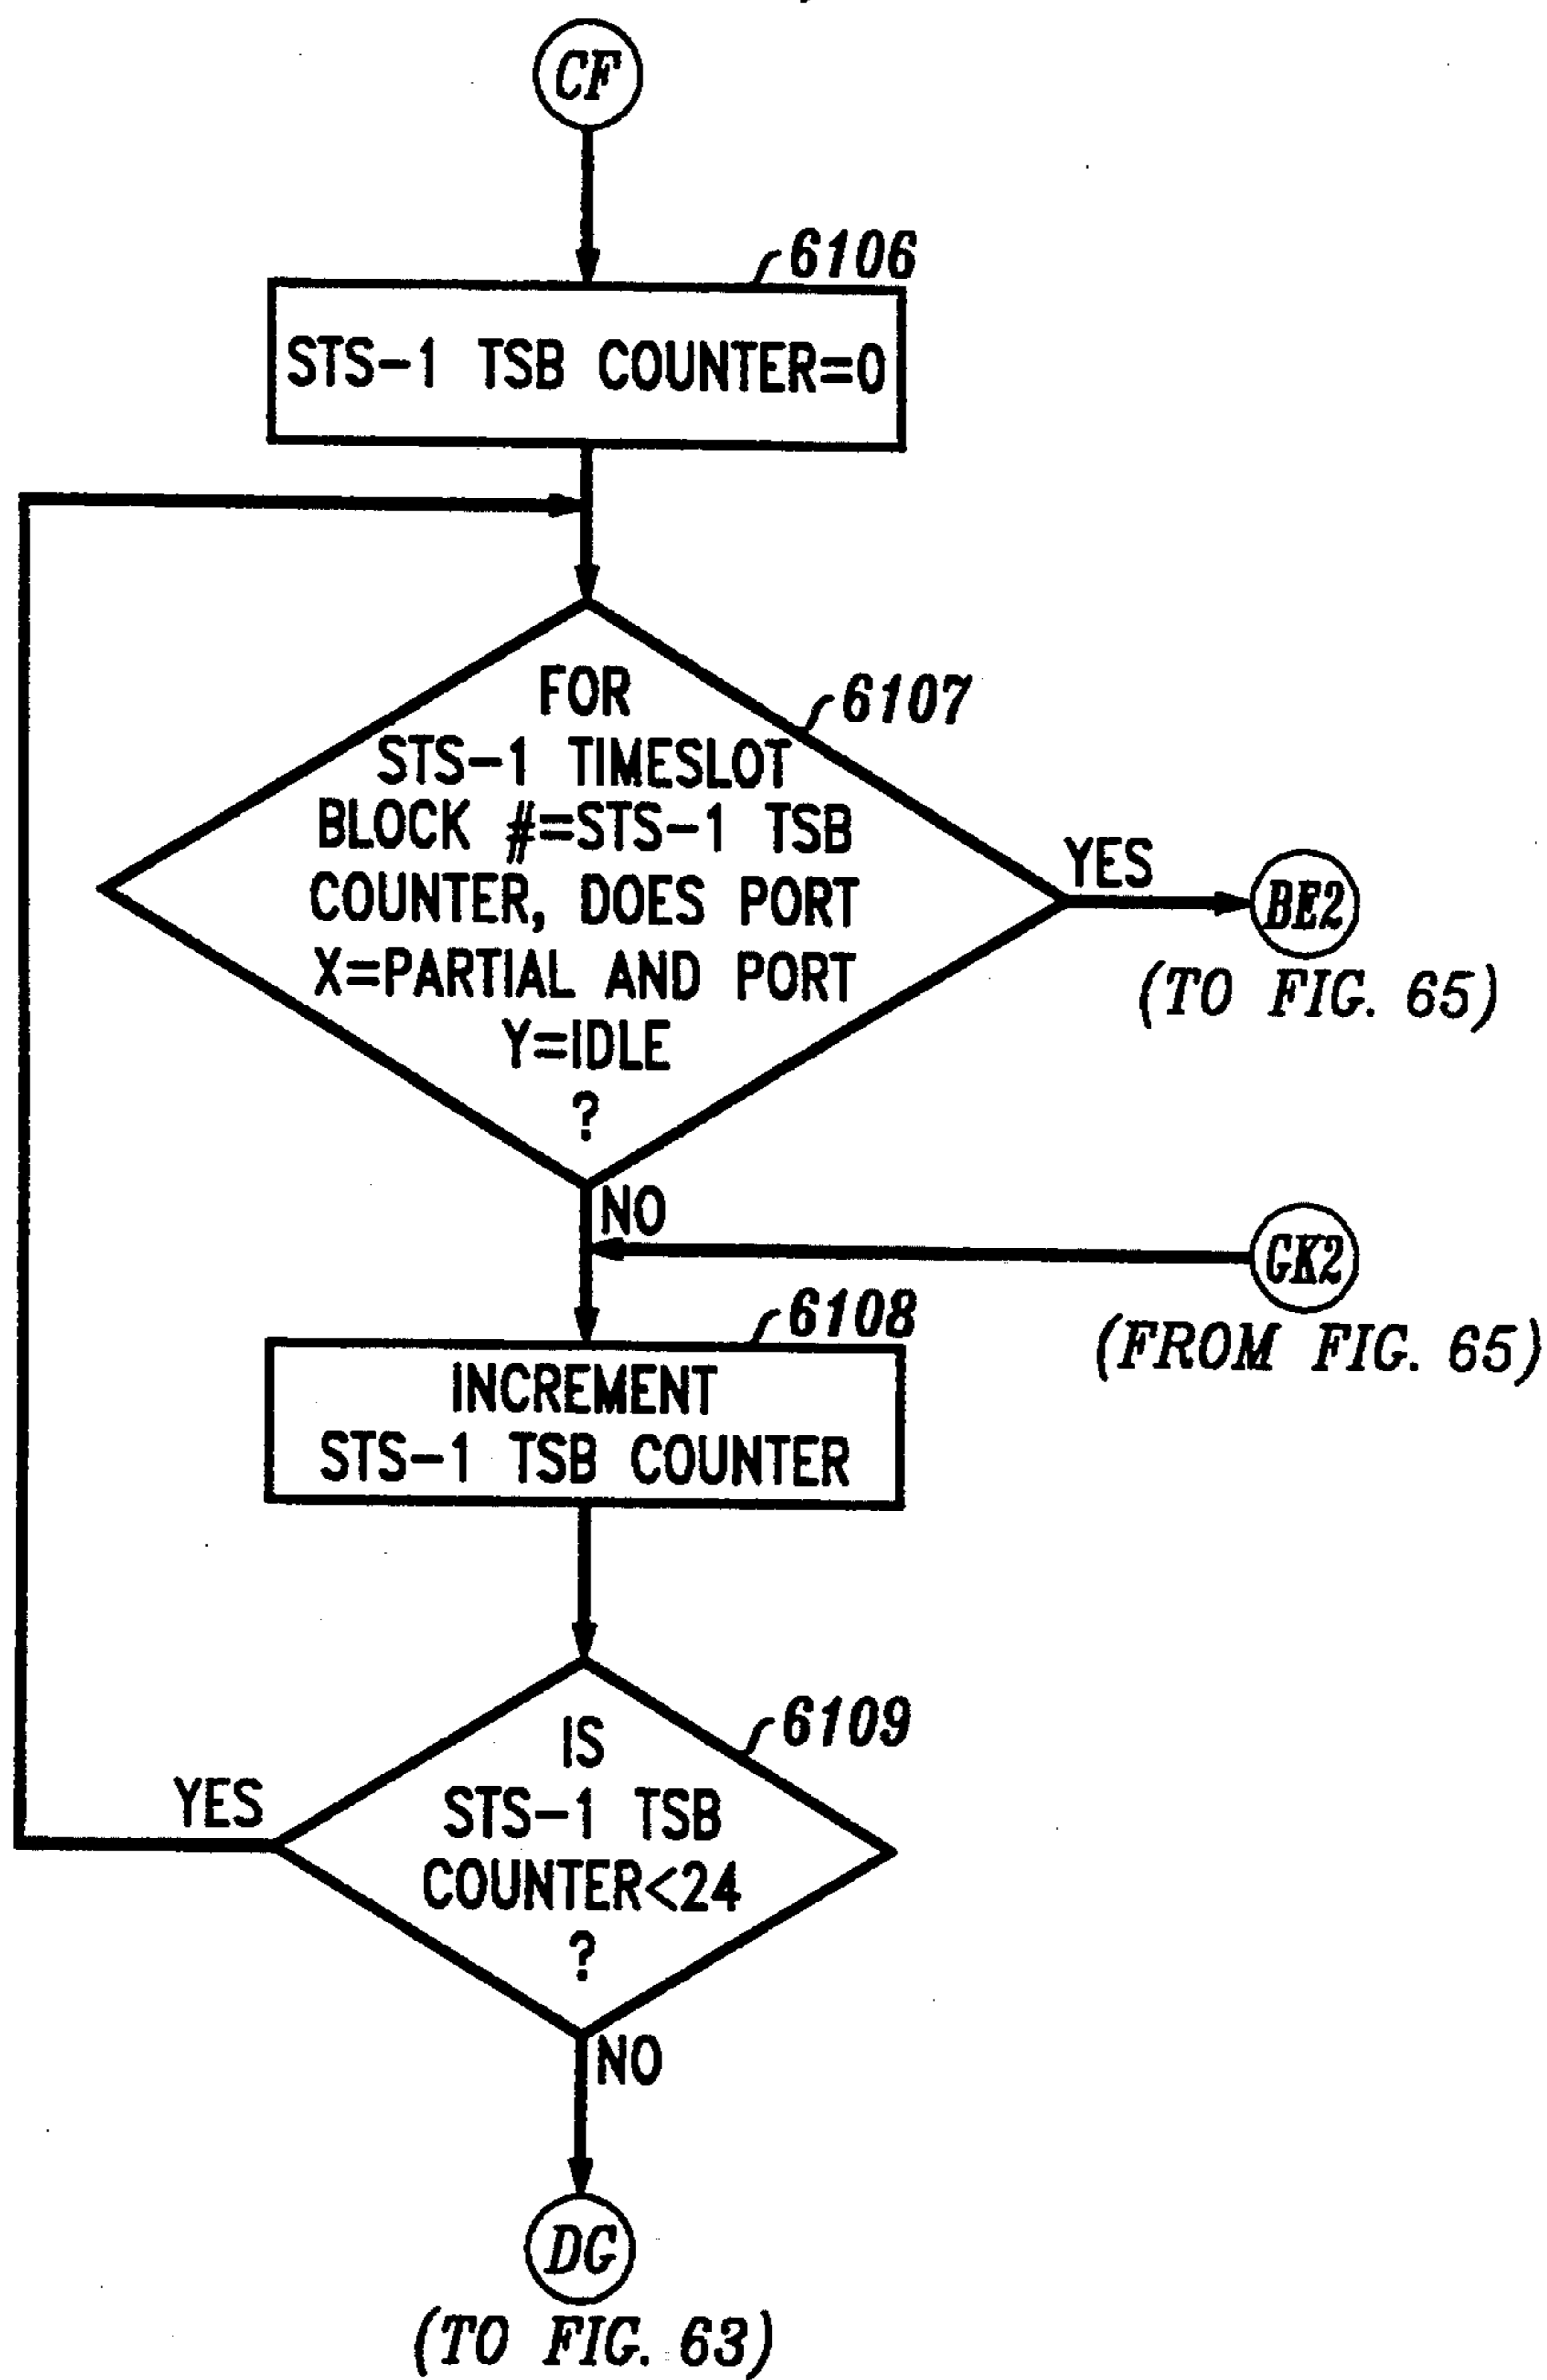 CF
6106
STS-1 TSB COUNTER=0
6107
FOR
STS-1 TIMESLOT
BLOCK #=STS-1 TSB
COUNTER, DOES PORT
X=PARTIAL AND PORT
Y=IDLE
?
YES
BE2
(TO FIG. 65)
NO
GK2
(FROM FIG. 65)
6108
INCREMENT
STS-1 TSB COUNTER
6109
IS
STS-1 TSB
COUNTER<24
?
YES
NO
DG
(TO FIG. 63)